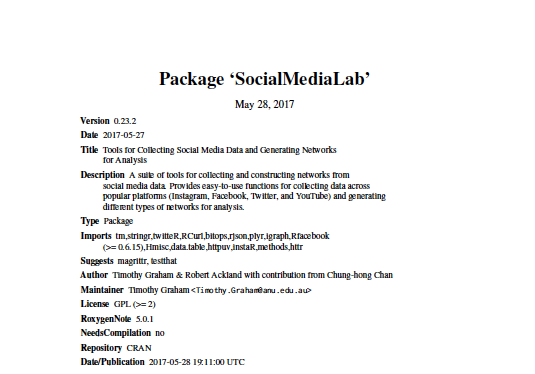 Package ‘SocialMediaLab’
May 28, 2017
Version 0.23.2
Date 2017-05-27
Title Tools for Collecting Social Media Data and Generating Networks
for Analysis
Description A suite of tools for collecting and constructing networks from
social media data. Provides easy-to-use functions for collecting data across
popular platforms (Instagram, Facebook, Twitter, and YouTube) and generating
different types of networks for analysis.
Type Package
Imports tm,stringr,twitteR,RCurl,bitops,rjson,plyr,igraph,Rfacebook
(>= 0.6.15),Hmisc,data.table,httpuv,instaR,methods,httr
Suggests magrittr, testthat
Author Timothy Graham & Robert Ackland with contribution from Chung-hong Chan
Maintainer Timothy Graham <Timothy.Graham@anu.edu.au>
License GPL (>= 2)
RoxygenNote 5.0.1
NeedsCompilation no
Repository CRAN
Date/Publication 2017-05-28 19:11:00 UTC